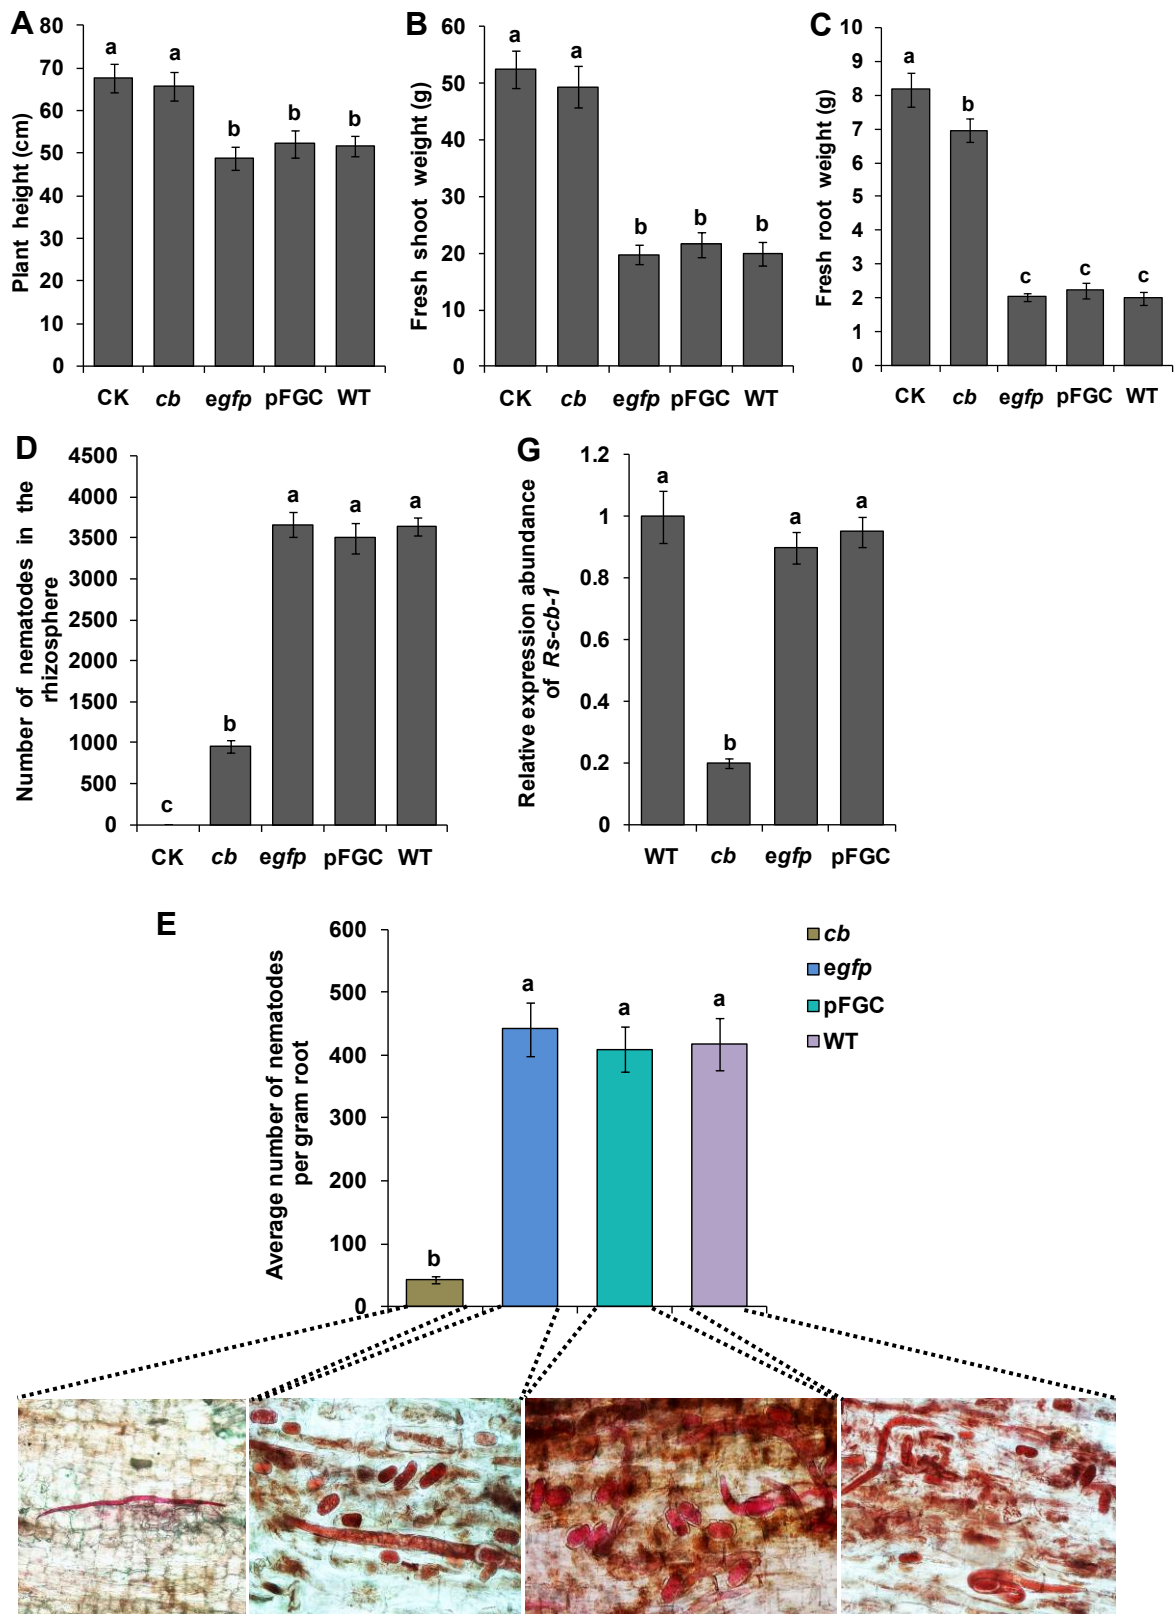 A
Plant height (cm)
80
70
60
50
40
30
20
10
0
a
a
b
b
b
CK
cb
egfp
pFGC
WT
B
Fresh shoot weight (g)
60
50
40
30
20
10
0
a
a
b
b
b
CK
cb
egfp
pFGC
WT
C
Fresh root weight (g)
10
9
8
7
6
5
4
3
2
1
0
a
b
c
c
c
CK
cb
egfp
pFGC
WT
D
Number of nematodes in the
rhizosphere
4500
4000
3500
3000
2500
2000
1500
1000
500
0
c
b
a
a
a
CK
cb
egfp
pFGC
WT
G
Relative expression abundance
of Rs-cb-1
1.2
1
0.8
0.6
0.4
0.2
0
a
b
a
a
WT
cb
egfp
pFGC
E
Average number of nematodes
per gram root
600
500
400
300
200
100
0
b
a
a
a
cb
egfp
pFGC
WT